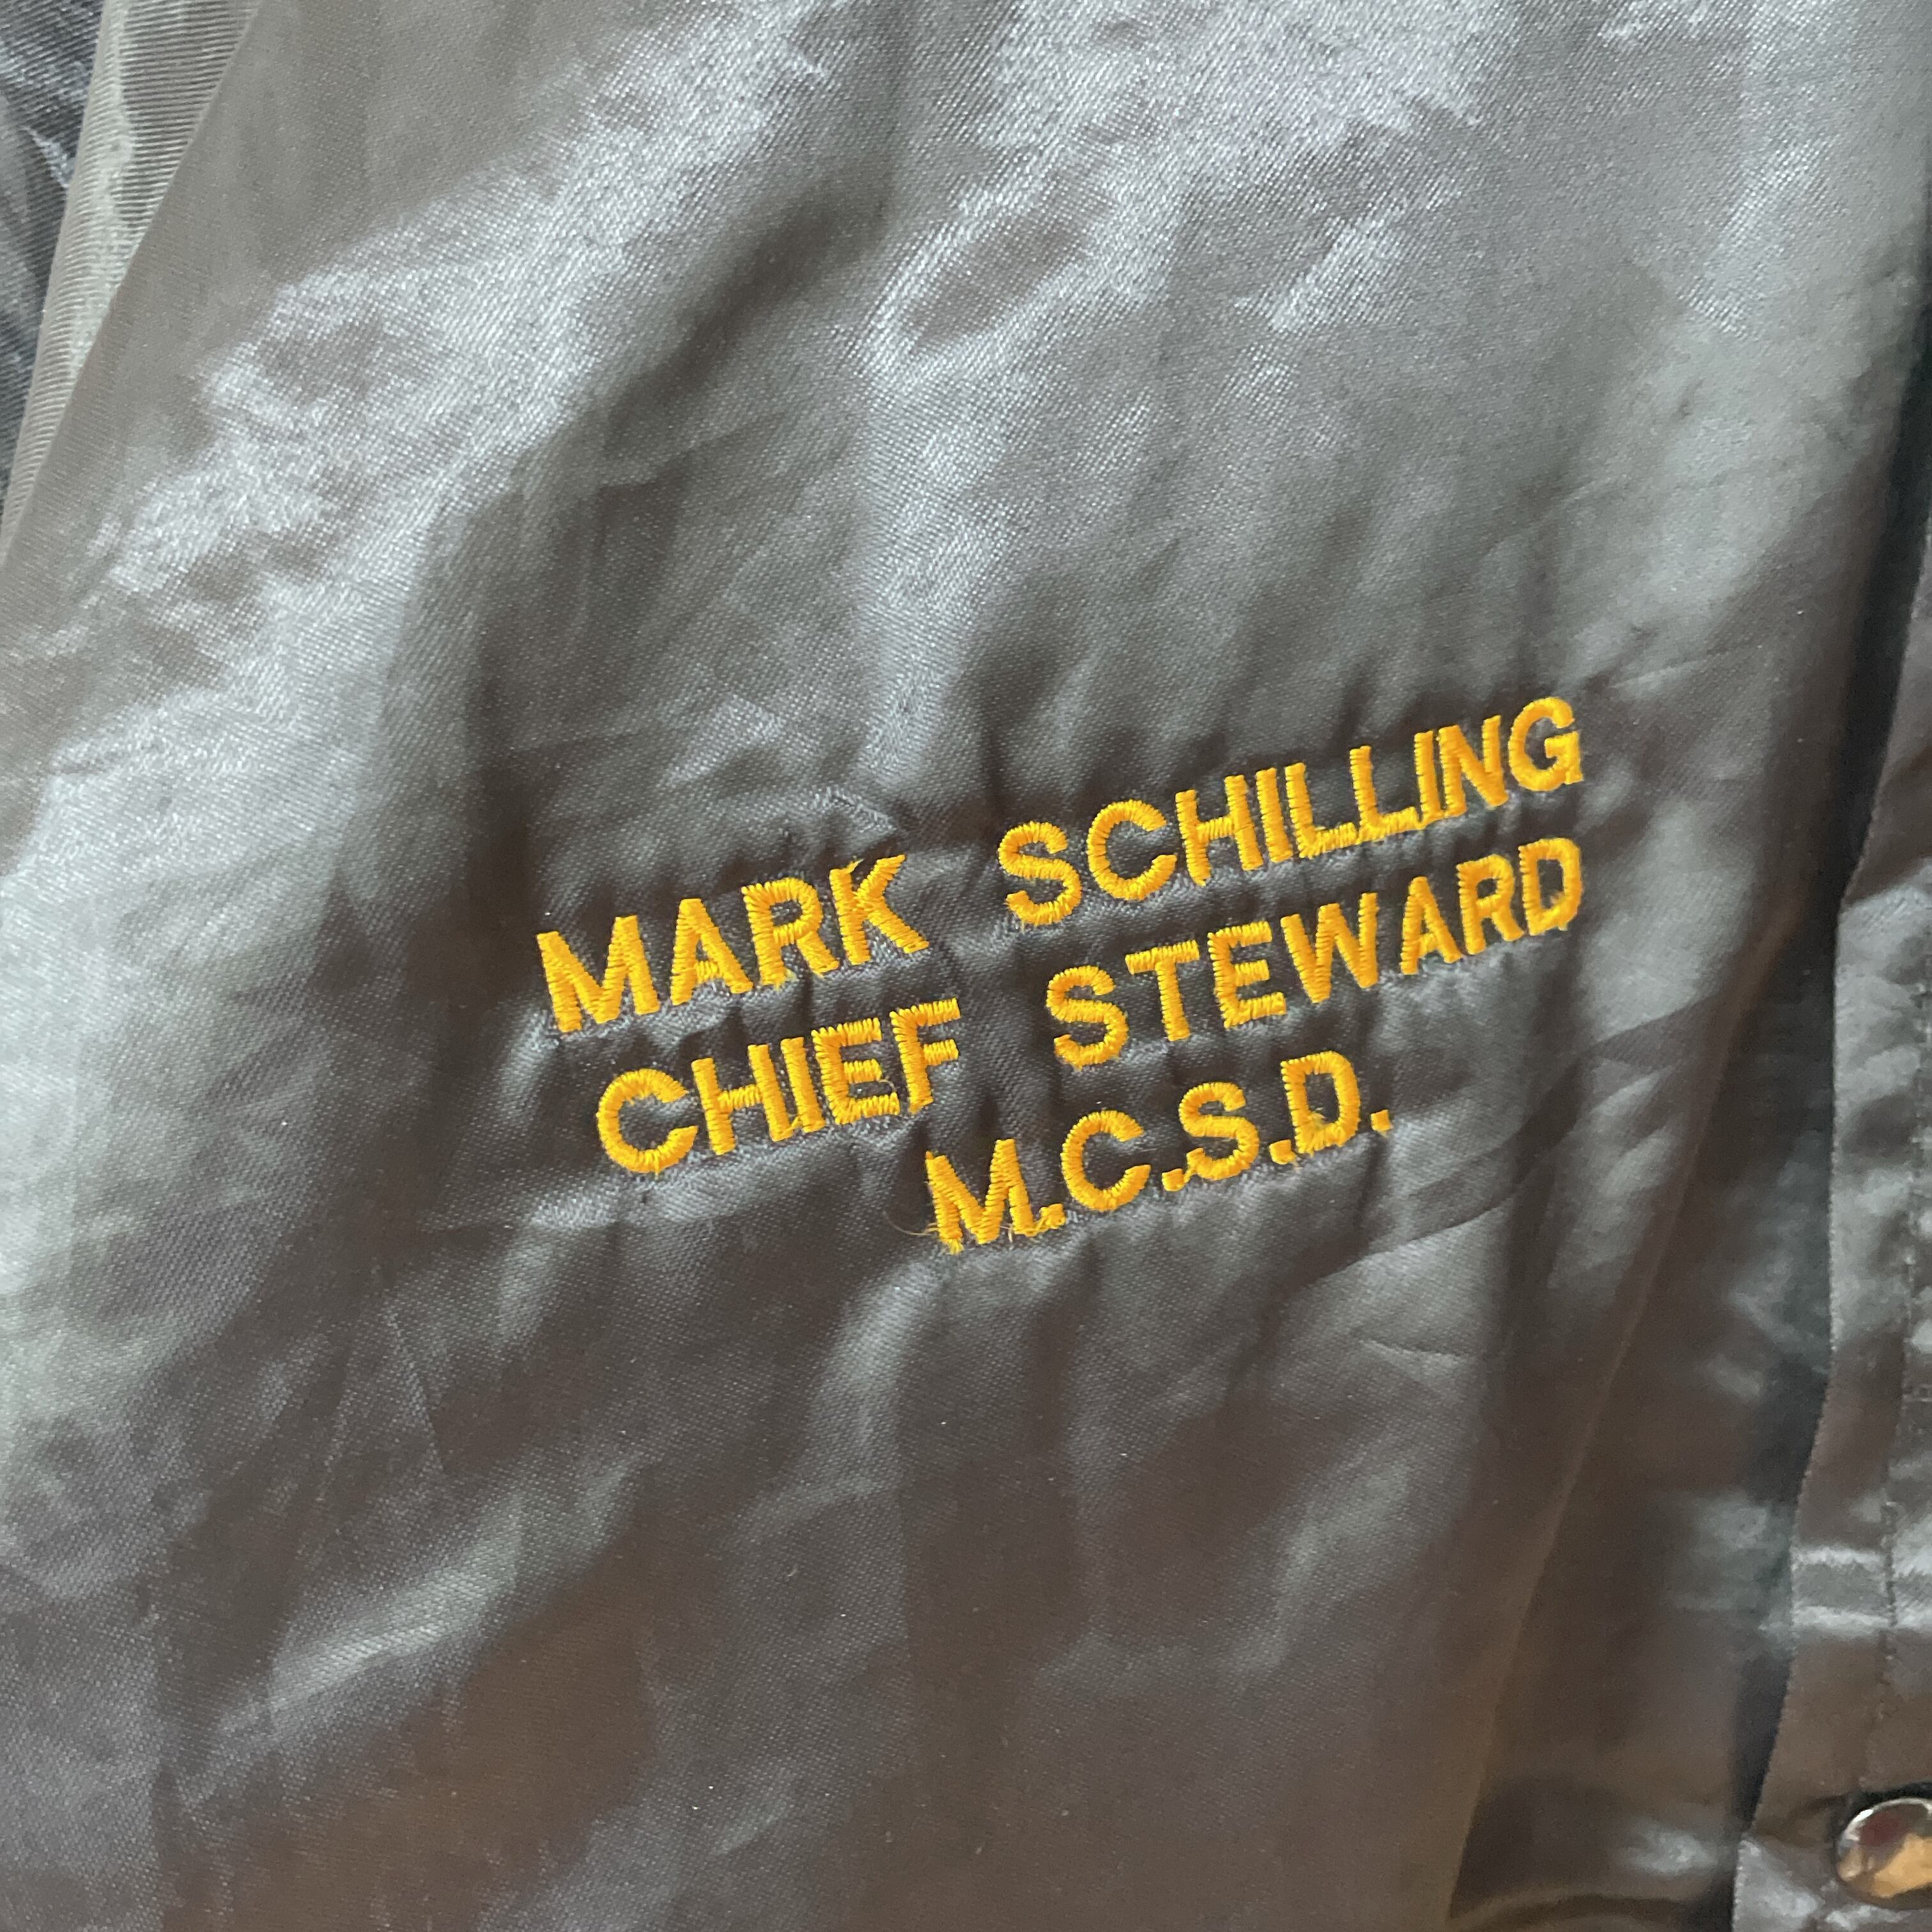 MARK SCHILLING
CHIEF STEWARD
M.C.S.D.